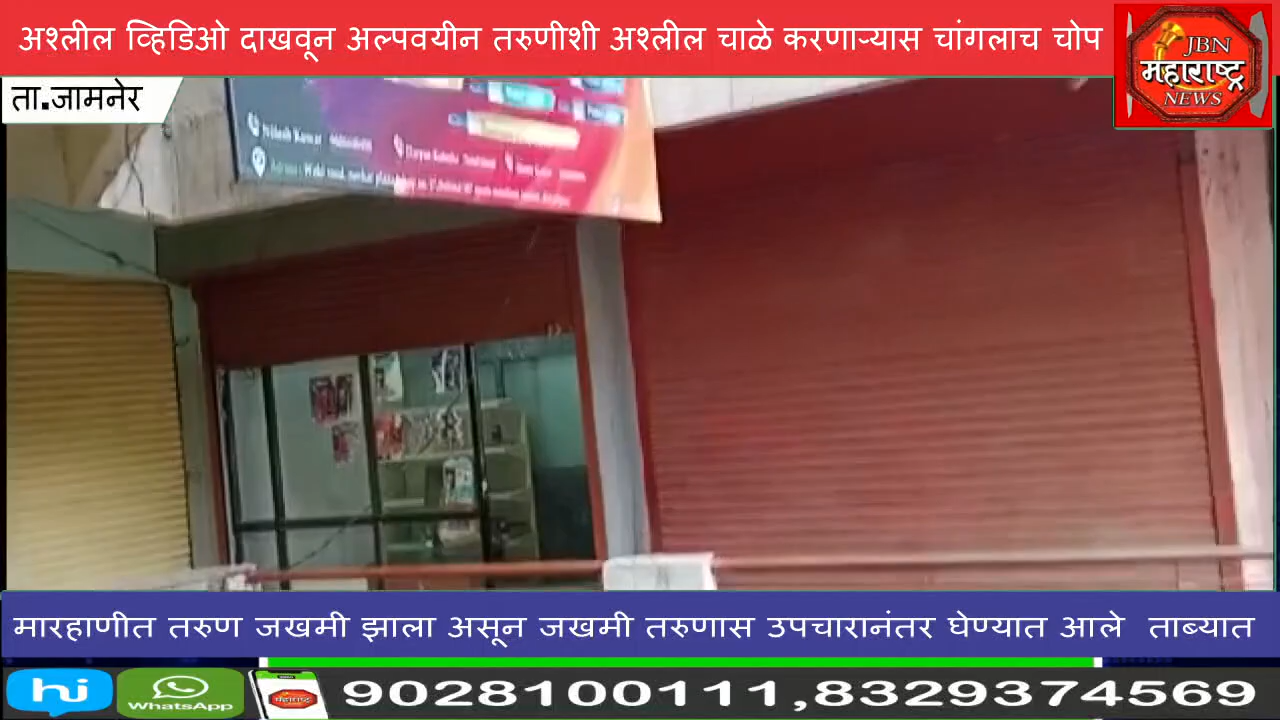 अश्लील व्हिडिओ दाखवून अल्पवयीन तरुणीशी अश्लील चाळे करणाऱ्यास चांगलाच चोप
JBN
महाराष्ट्र
NEWS
ता.जामनेर
मारहाणीत तरुण जखमी झाला असून जखमी तरुणास उपचारानंतर घेण्यात आले ताब्यात
hi
WhatsApp
महाराष्ट्र
9028100111,8329374569